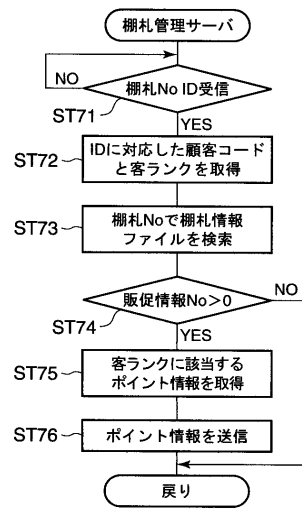 棚札管理サーバ
NO
棚札No ID受信
ST71
YES
ST72
IDに対応した顧客コード
と客ランクを取得
ST73
棚札Noで棚札情報
ファイルを検索
販促情報No>0
NO
ST74
YES
ST75
客ランクに該当する
ポイント情報を取得
ST76
ポイント情報を送信
戻り